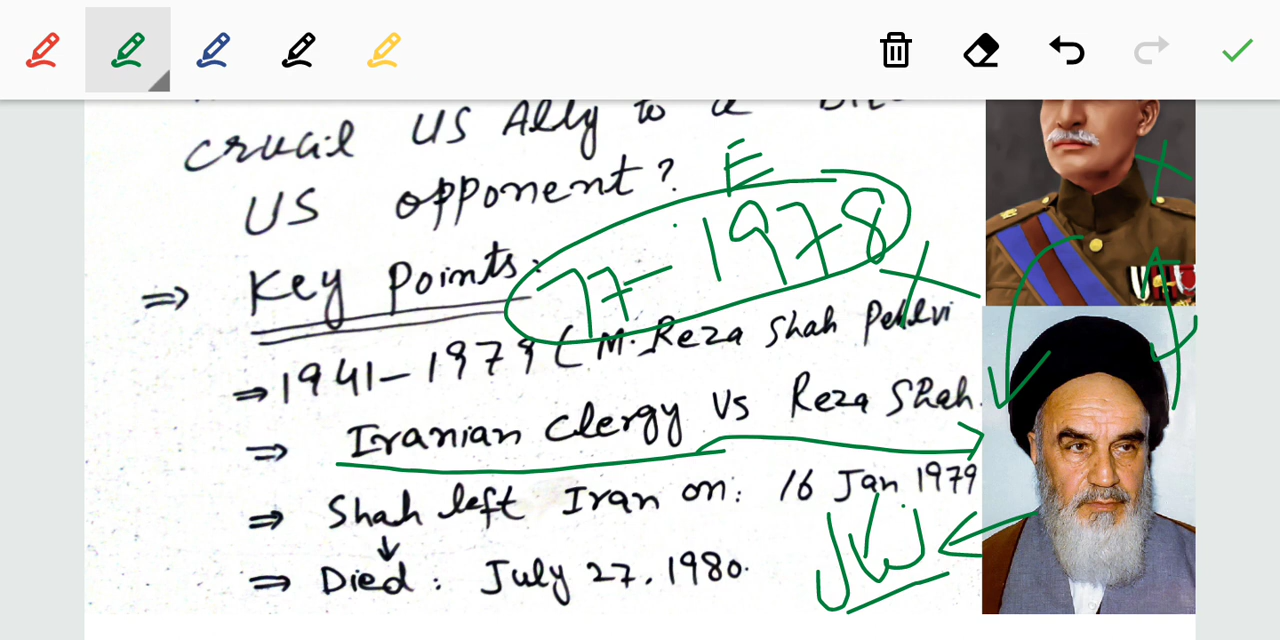 crucial US Ally to a
US opponent?
E
77-1978
⇒ Key Points:
⇒ 1941-1979 (M. Reza Shah Pehlvi
⇒ Iranian Clergy Vs Reza Shah.
⇒ Shah left Iran on: 16 Jan 1979
⇒ Died: July 27, 1980.